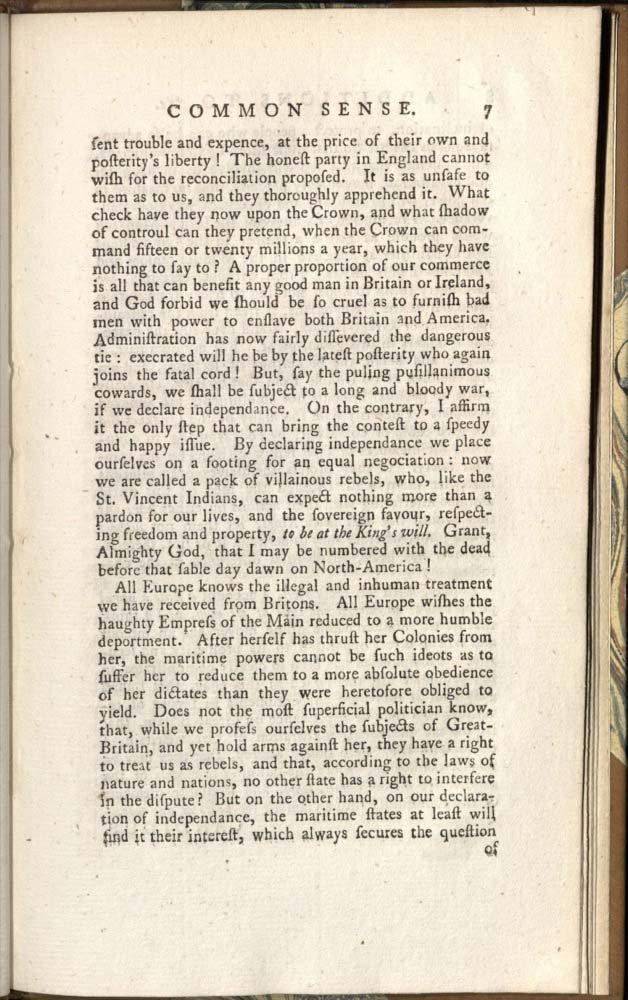 COMMON SENSE. 7
ſent trouble and expence, at the price of their own and
poſterity's liberty! The honeſt party in England cannot
wiſh for the reconciliation propoſed. It is as unſafe to
them as to us, and they thoroughly apprehend it. What
check have they now upon the Crown, and what ſhadow
of controul can they pretend, when the Crown can com-
mand fifteen or twenty millions a year, which they have
nothing to ſay to? A proper proportion of our commerce
is all that can benefit any good man in Britain or Ireland,
and God forbid we ſhould be ſo cruel as to furniſh bad
men with power to enſlave both Britain and America.
Adminiſtration has now fairly diſſevered the dangerous
tie : execrated will he be by the lateſt poſterity who again
joins the fatal cord! But, ſay the puling puſillanimous
cowards, we ſhall be ſubject to a long and bloody war,
if we declare independance. On the contrary, I affirm
it the only ſtep that can bring the conteſt to a ſpeedy
and happy iſſue. By declaring independance we place
ourſelves on a footing for an equal negociation : now
we are called a pack of villainous rebels, who, like the
St. Vincent Indians, can expect nothing more than a
pardon for our lives, and the ſovereign favour, reſpect-
ing freedom and property, to be at the King's will. Grant,
Almighty God, that I may be numbered with the dead
before that ſable day dawn on North-America!
All Europe knows the illegal and inhuman treatment
we have received from Britons. All Europe wiſhes the
haughty Empreſs of the Main reduced to a more humble
deportment. After herſelf has thruſt her Colonies from
her, the maritime powers cannot be ſuch ideots as to
ſuffer her to reduce them to a more abſolute obedience
of her dictates than they were heretofore obliged to
yield. Does not the moſt ſuperficial politician know,
that, while we profeſs ourſelves the ſubjects of Great-
Britain, and yet hold arms againſt her, they have a right
to treat us as rebels, and that, according to the laws of
nature and nations, no other ſtate has a right to interfere
in the diſpute? But on the other hand, on our declara-
tion of independance, the maritime ſtates at leaſt will
find it their intereſt, which always ſecures the queſtion
of